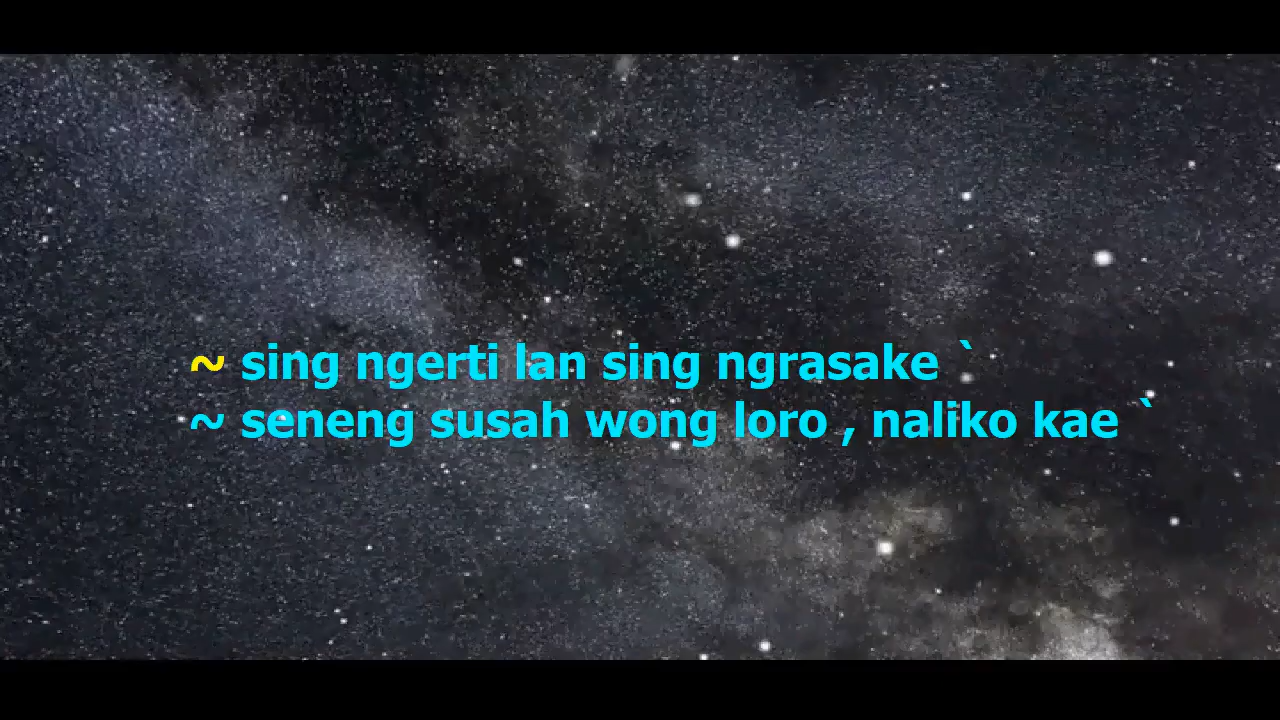 ~ sing ngerti lan sing ngrasake `
~ seneng susah wong loro , naliko kae `